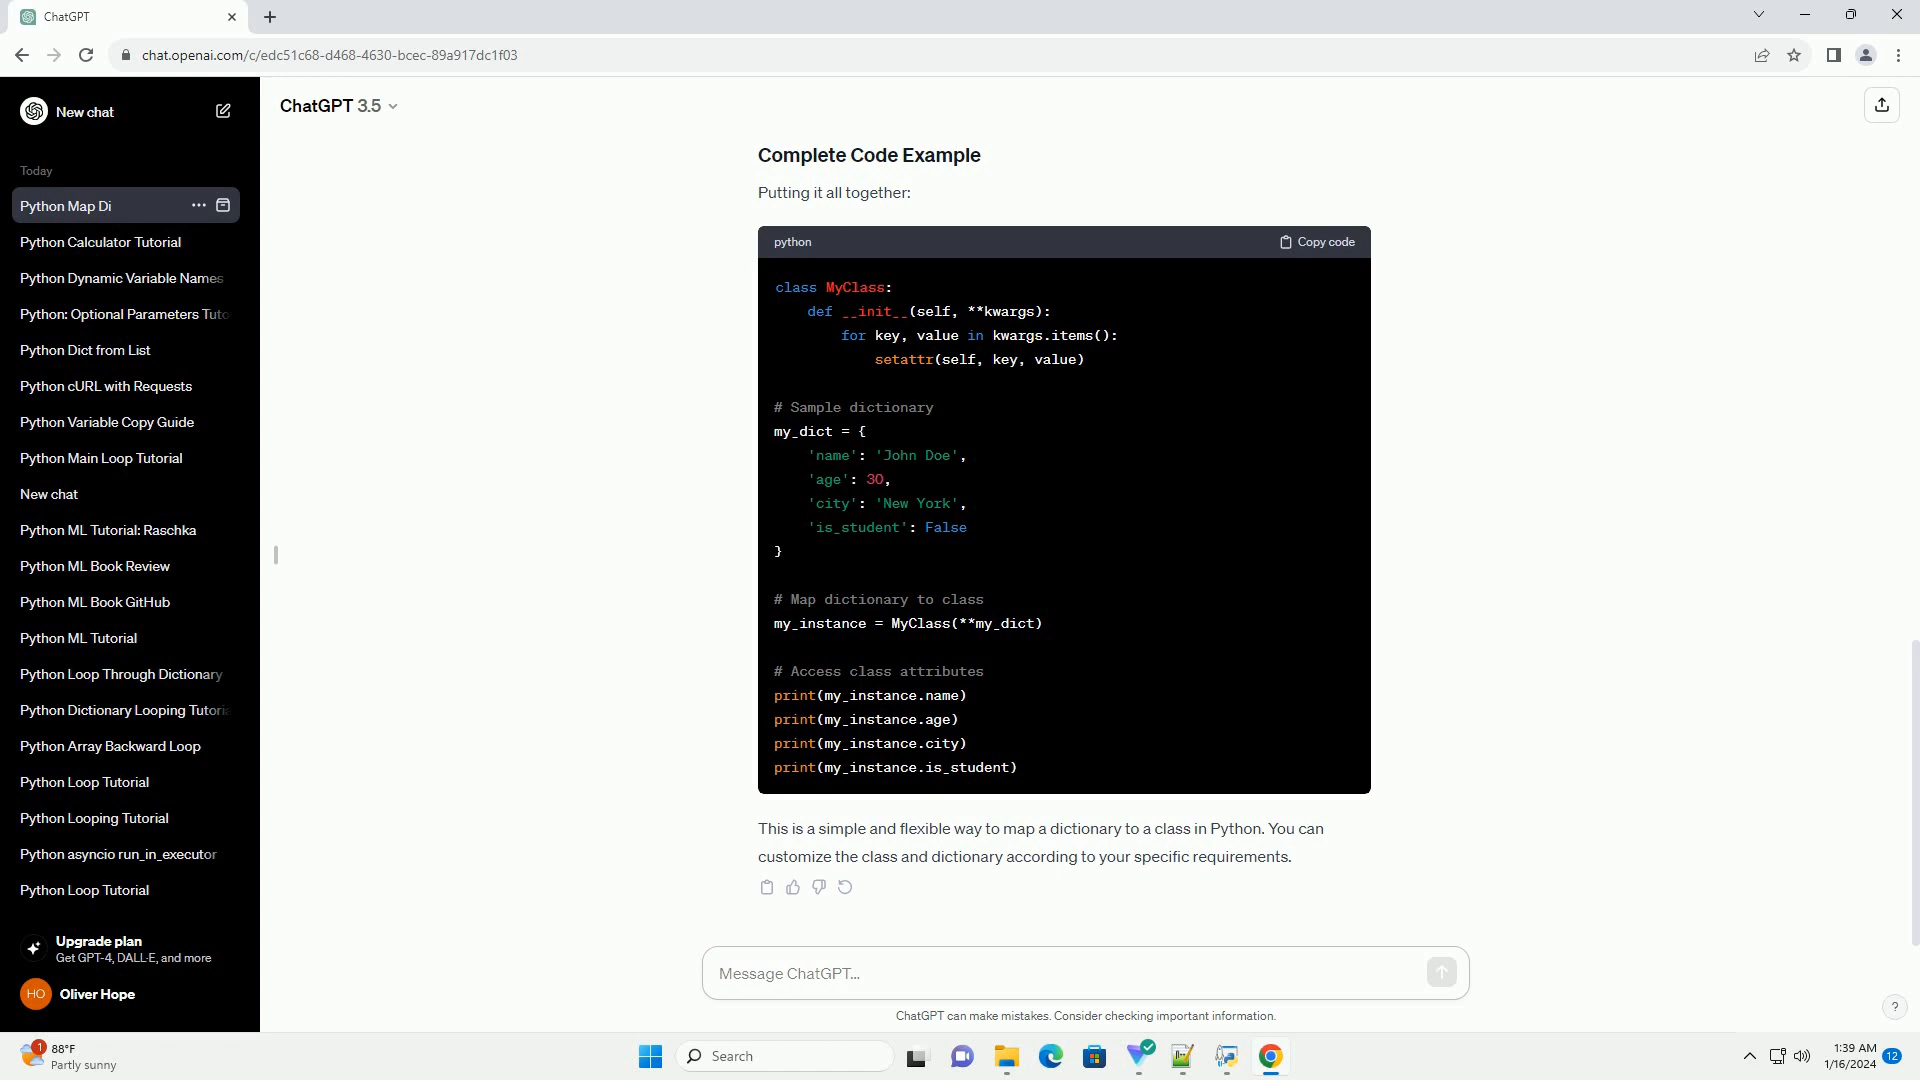 ChatGPT
chat.openai.com/c/edc51c68-d468-4630-bcec-89a917dc1f03
New chat
Today
Python Map Di
Python Calculator Tutorial
Python Dynamic Variable Names
Python: Optional Parameters Tuto
Python Dict from List
Python cURL with Requests
Python Variable Copy Guide
Python Main Loop Tutorial
New chat
Python ML Tutorial: Raschka
Python ML Book Review
Python ML Book GitHub
Python ML Tutorial
Python Loop Through Dictionary
Python Dictionary Looping Tutoria
Python Array Backward Loop
Python Loop Tutorial
Python Looping Tutorial
Python asyncio run_in_executor
Python Loop Tutorial
Upgrade plan
Get GPT-4, DALL·E, and more
HO Oliver Hope
ChatGPT 3.5
Complete Code Example
Putting it all together:
python Copy code
class MyClass:
    def __init__(self, **kwargs):
        for key, value in kwargs.items():
            setattr(self, key, value)
# Sample dictionary
my_dict = {
    'name': 'John Doe',
    'age': 30,
    'city': 'New York',
    'is_student': False
}
# Map dictionary to class
my_instance = MyClass(**my_dict)
# Access class attributes
print(my_instance.name)
print(my_instance.age)
print(my_instance.city)
print(my_instance.is_student)
This is a simple and flexible way to map a dictionary to a class in Python. You can
customize the class and dictionary according to your specific requirements.
Message ChatGPT...
ChatGPT can make mistakes. Consider checking important information.
?
1
88°F
Partly sunny
Search
1:39 AM
1/16/2024
12